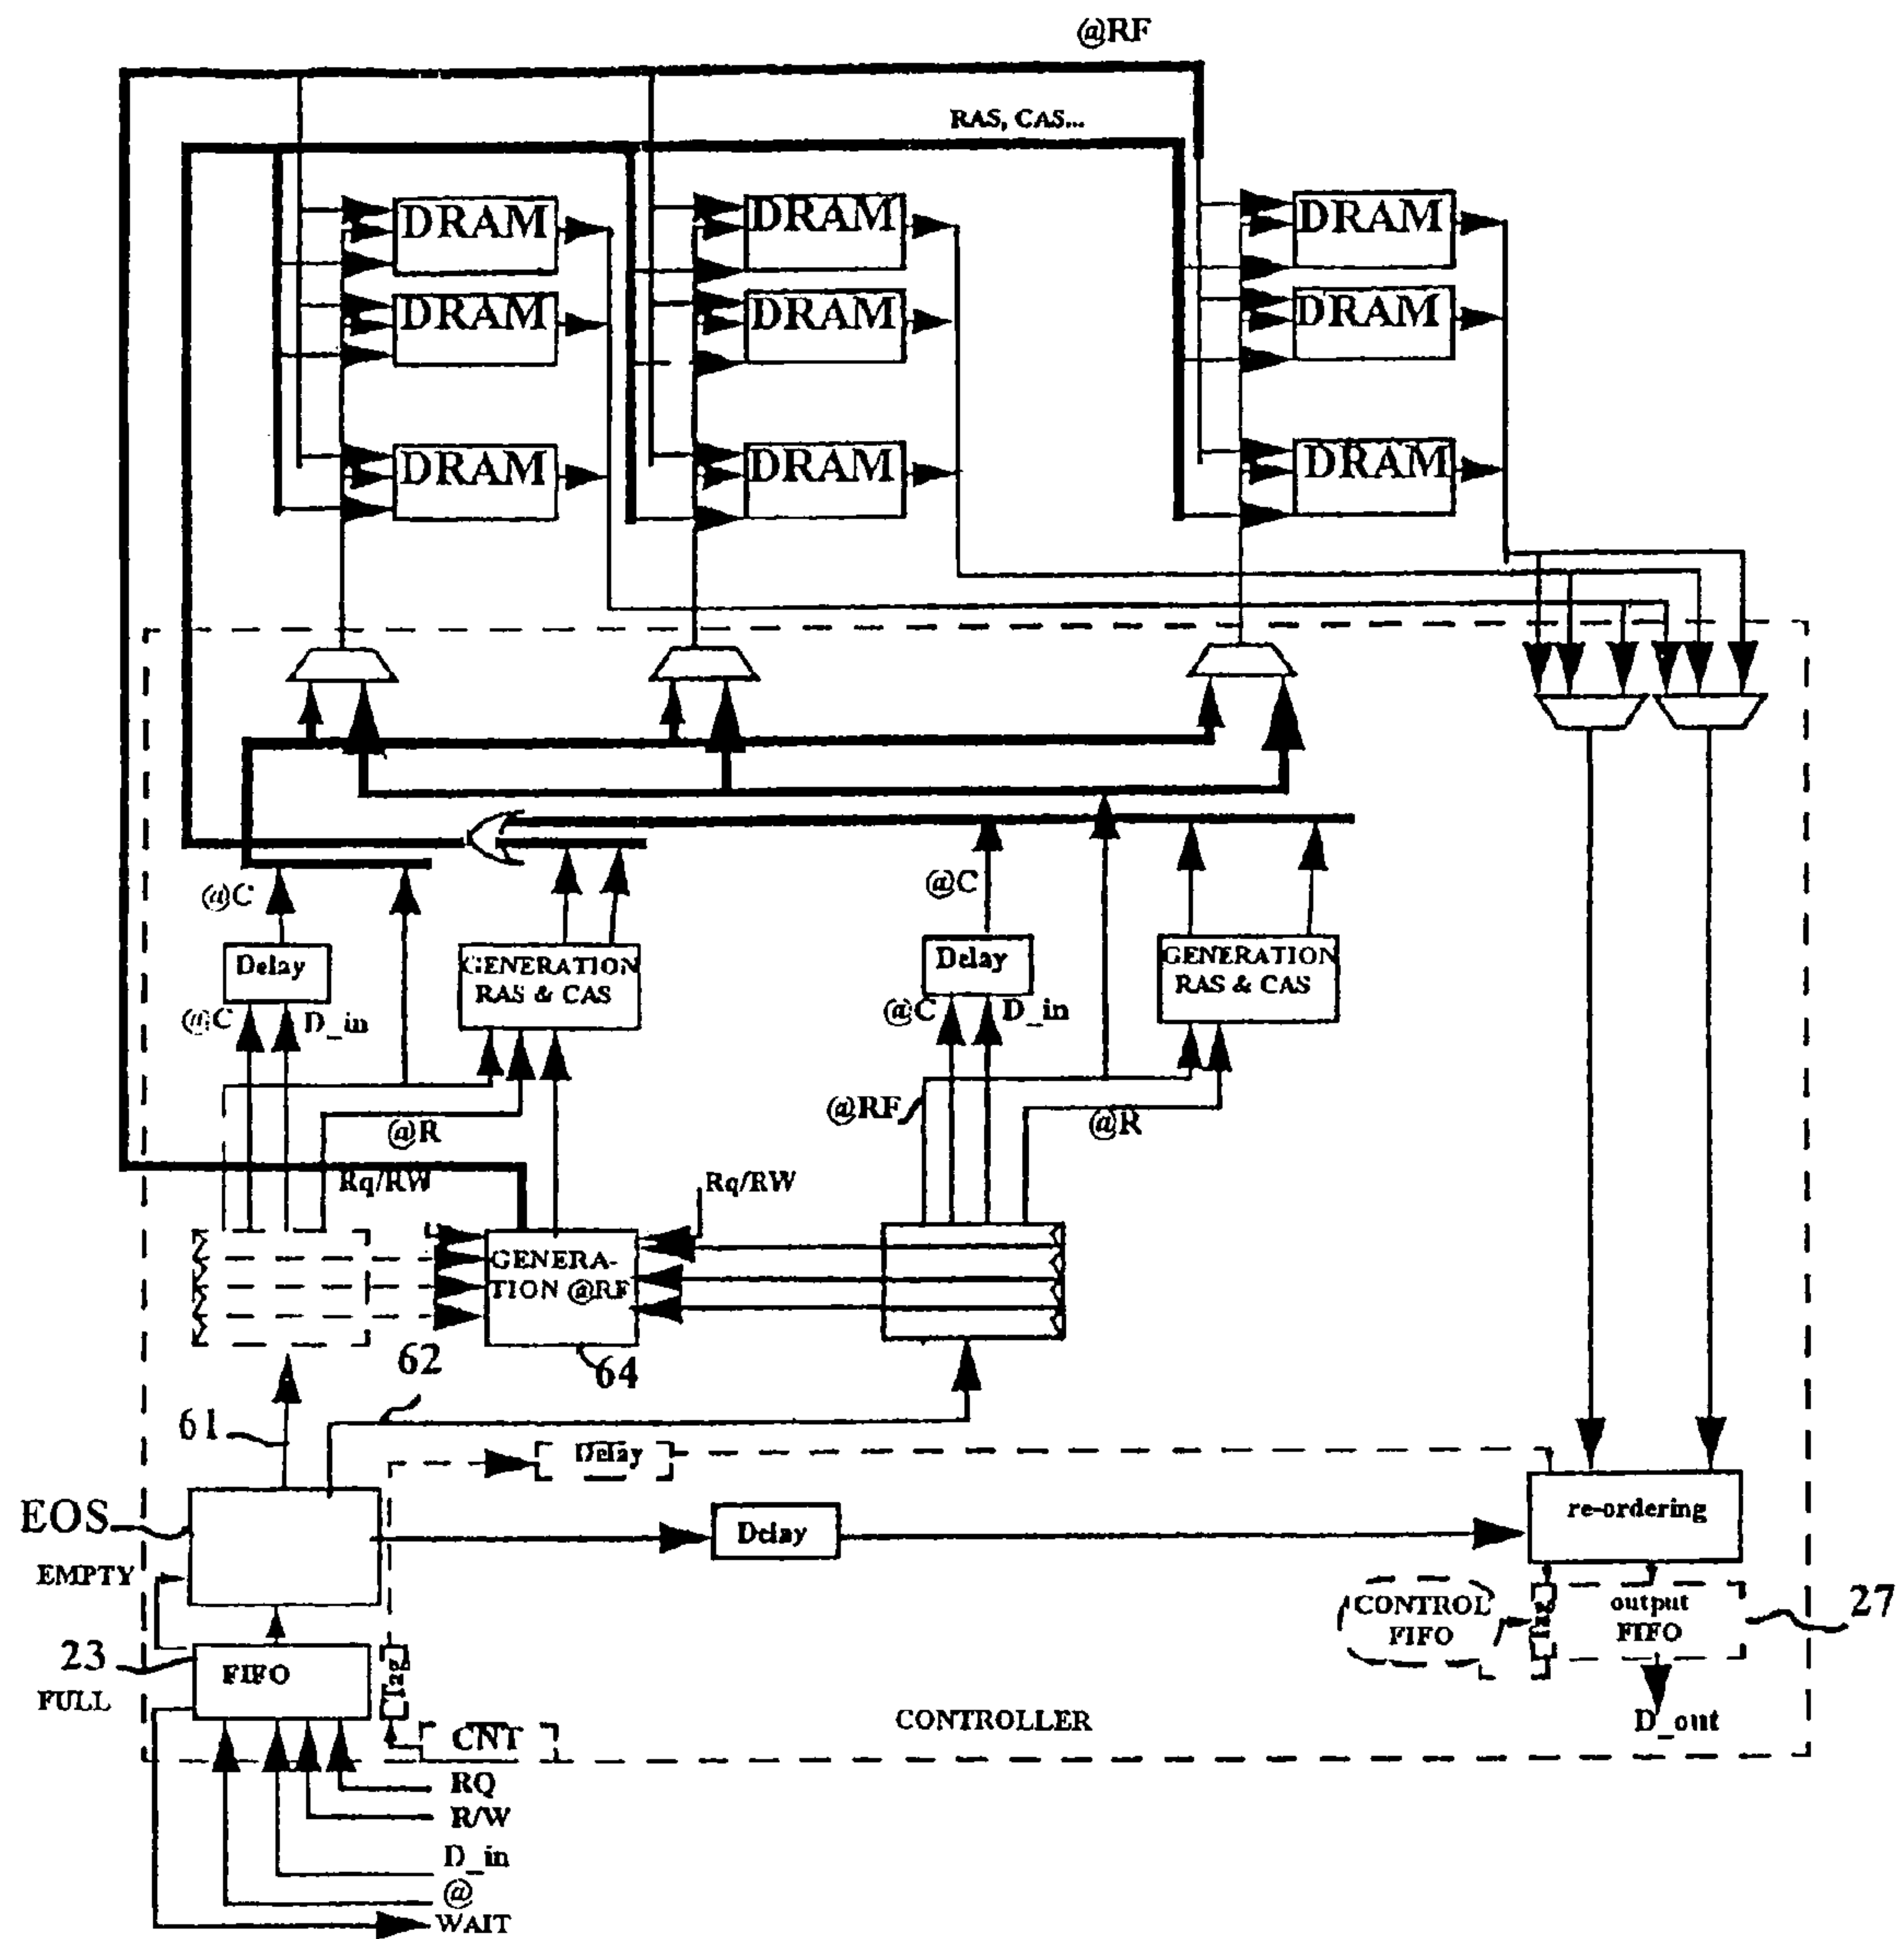 @RF
RAS, CAS...
DRAM DRAM DRAM
DRAM DRAM DRAM
DRAM DRAM DRAM
@C
@C
Delay
GENERATION
RAS & CAS
Delay
GENERATION
RAS & CAS
@C D_in
@C D_in
@RF
@R
@R
Rq/RW
Rq/RW
GENERA-
TION @RF
62
64
61
Delay
EOS
Delay
re-ordering
EMPTY
CONTROL
FIFO
Tag
output
FIFO
27
23
FIFO
Tag
FULL
CNT
CONTROLLER
D_out
RQ
R/W
D_in
@
WAIT